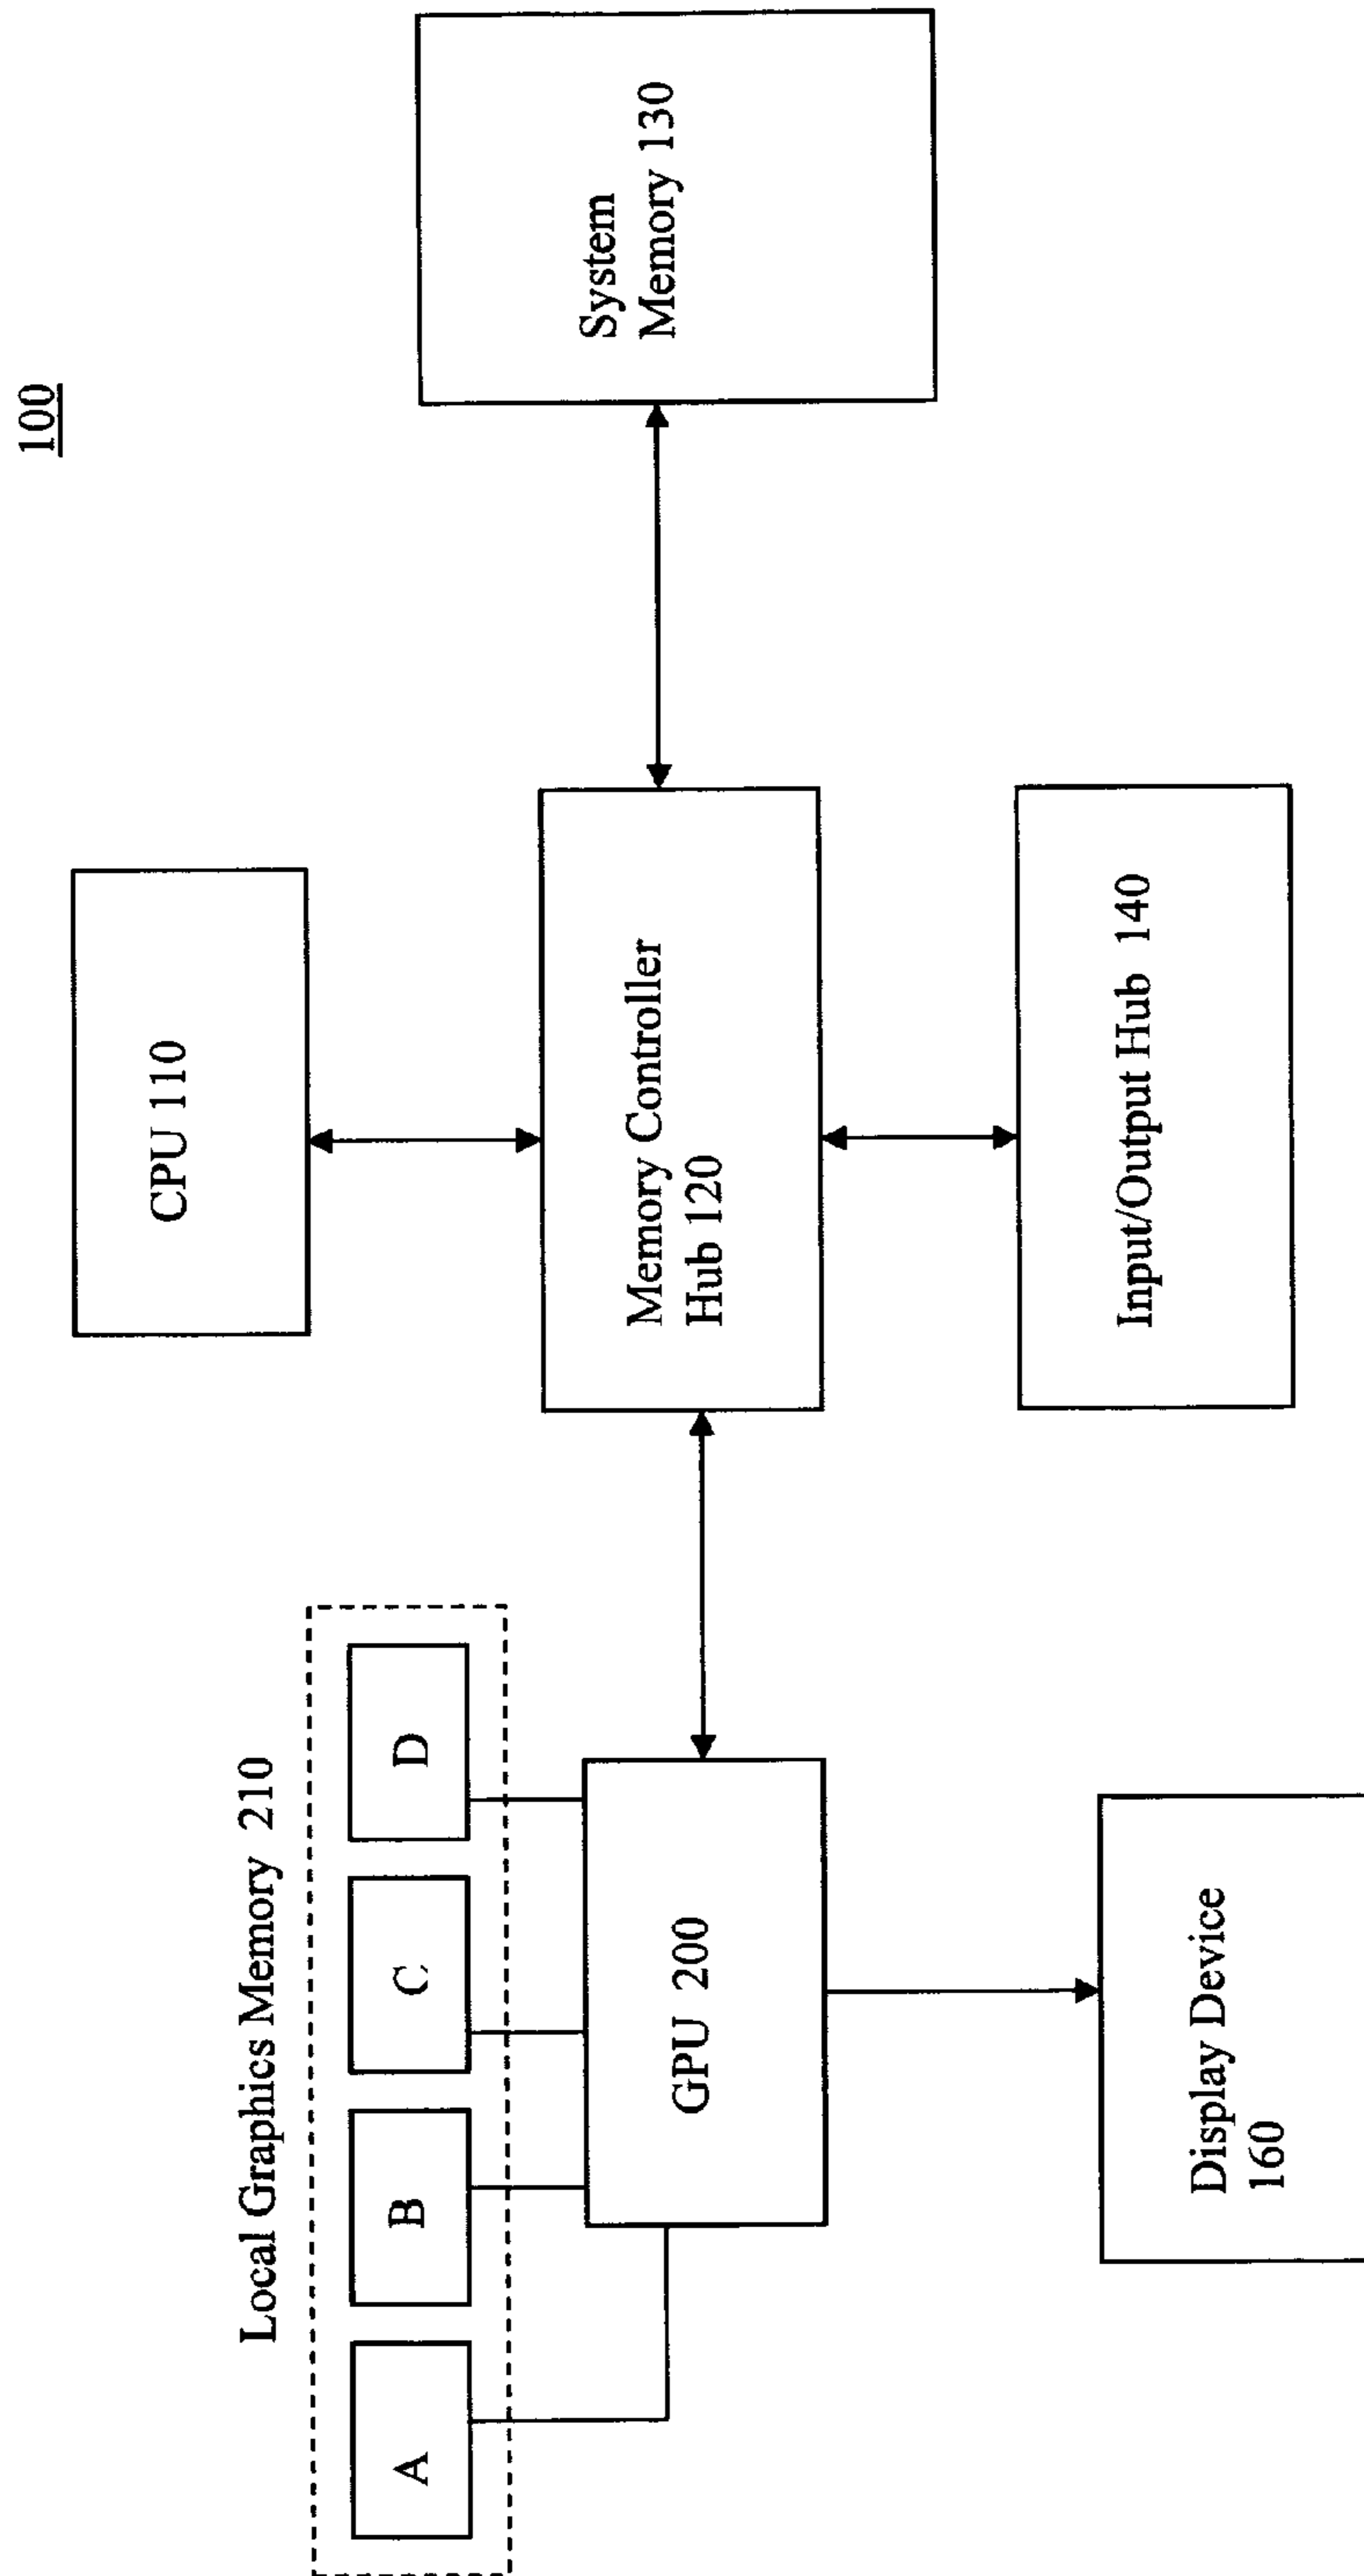 100
CPU 110
Local Graphics Memory 210
A
B
C
D
Memory Controller
Hub 120
System
Memory 130
GPU 200
Input/Output Hub 140
Display Device
160